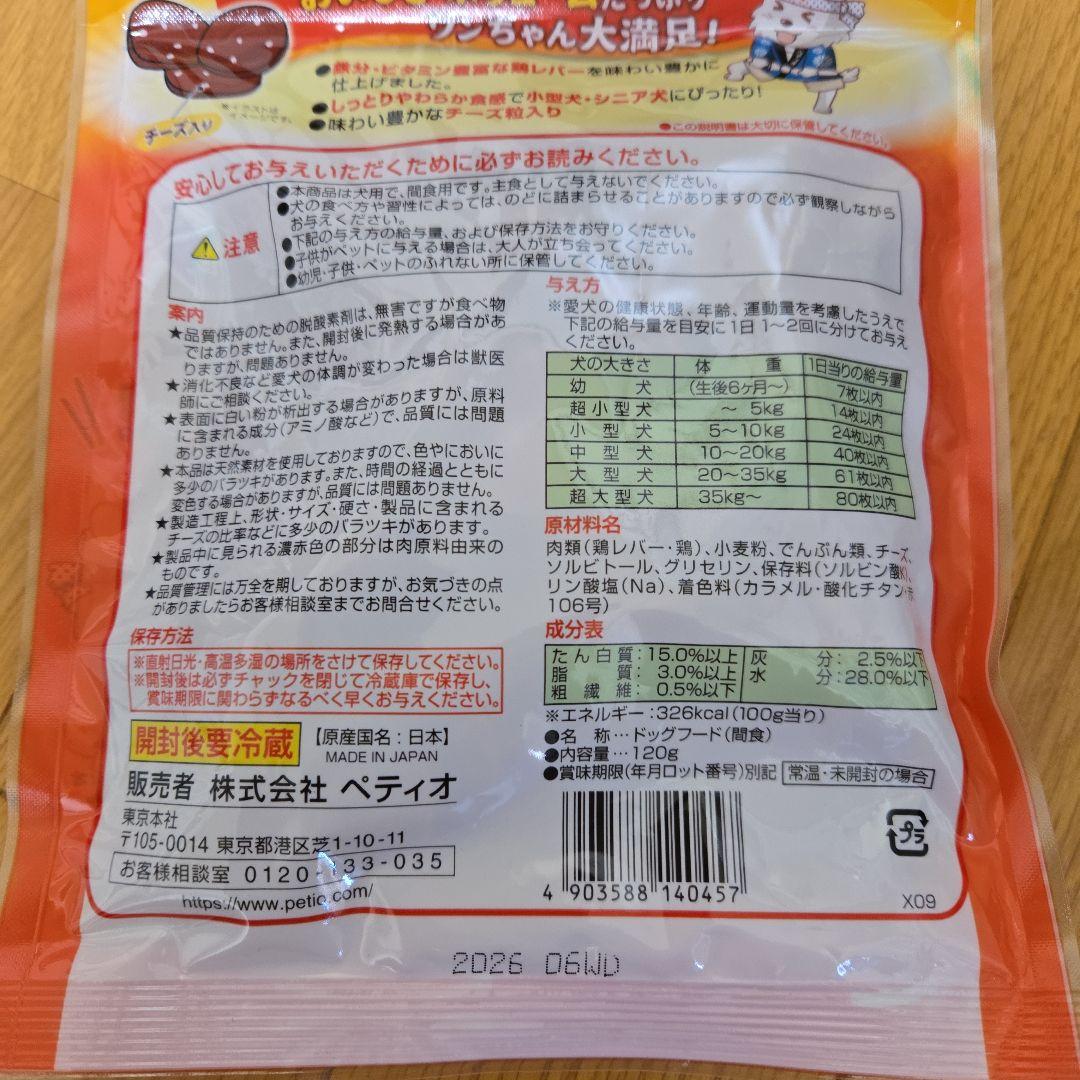 ワンちゃん大満足!
●鉄分・ビタミン豊富な鶏レバーを味わい豊かに
仕上げました。
●しっとりやわらか食感で小型犬・シニア犬にぴったり!
●味わい豊かなチーズ粒入り
※イラストは
イメージです。
チーズ入り
●この説明書は大切に保管してください。
安心してお与えいただくために必ずお読みください。
注意
●本商品は犬用で、間食用です。主食として与えないでください。
●犬の食べ方や習性によっては、のどに詰まらせることがありますので必ず観察しながら
お与えください。
●下記の与え方の給与量、および保存方法をお守りください。
●子供がペットに与える場合は、大人が立ち会ってください。
●幼児・子供・ペットのふれない所に保管してください。
案内
★品質保持のための脱酸素剤は、無害ですが食べ物
ではありません。また、開封後に発熱する場合があ
りますが、問題ありません。
★消化不良など愛犬の体調が変わった場合は獣医
師にご相談ください。
★表面に白い粉が析出する場合がありますが、原料
に含まれる成分(アミノ酸など)で、品質には問題
ありません。
★本品は天然素材を使用しておりますので、色やにおいに
多少のバラツキがあります。また、時間の経過とともに
変色する場合がありますが、品質には問題ありません。
★製造工程上、形状・サイズ・硬さ・製品に含まれる
チーズの比率などに多少のバラツキがあります。
★製品中に見られる濃赤色の部分は肉原料由来の
ものです。
★品質管理には万全を期しておりますが、お気づきの点
がありましたらお客様相談室までお問合せください。
保存方法
※直射日光・高温多湿の場所をさけて保存してください。
※開封後は必ずチャックを閉じて冷蔵庫で保存し、
賞味期限に関わらずなるべく早くお与えください。
開封後要冷蔵
【原産国名:日本】
MADE IN JAPAN
販売者 株式会社 ペティオ
東京本社
〒105-0014 東京都港区芝1-10-11
お客様相談室 0120-133-035
https://www.petio.com/
与え方
※愛犬の健康状態、年齢、運動量を考慮したうえで
下記の給与量を目安に1日1〜2回に分けてお与え
ください。
犬の大きさ 体重 1日当りの給与量
幼犬 (生後6ヶ月〜) 7枚以内
超小型犬 〜5kg 14枚以内
小型犬 5〜10kg 24枚以内
中型犬 10〜20kg 40枚以内
大型犬 20〜35kg 61枚以内
超大型犬 35kg〜 80枚以内
原材料名
肉類(鶏レバー・鶏)、小麦粉、でんぷん類、チーズ、
ソルビトール、グリセリン、保存料(ソルビン酸K)、
リン酸塩(Na)、着色料(カラメル・酸化チタン・赤
106号)
成分表
たん白質:15.0%以上 灰分:2.5%以下
脂質:3.0%以上 水分:28.0%以下
粗繊維:0.5%以下
※エネルギー:326kcal(100g当り)
●名 称…ドッグフード(間食)
●内容量…120g
●賞味期限(年月ロット番号)別記 常温・未開封の場合
プラ
4 903588 140457
X09
2026 06WD